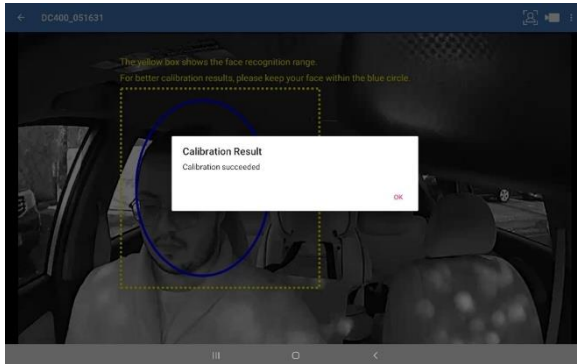 DC400_051631
The yellow box shows the face recognition range.
For better calibration results, please keep your face within the blue circle.
Calibration Result
Calibration succeeded
OK